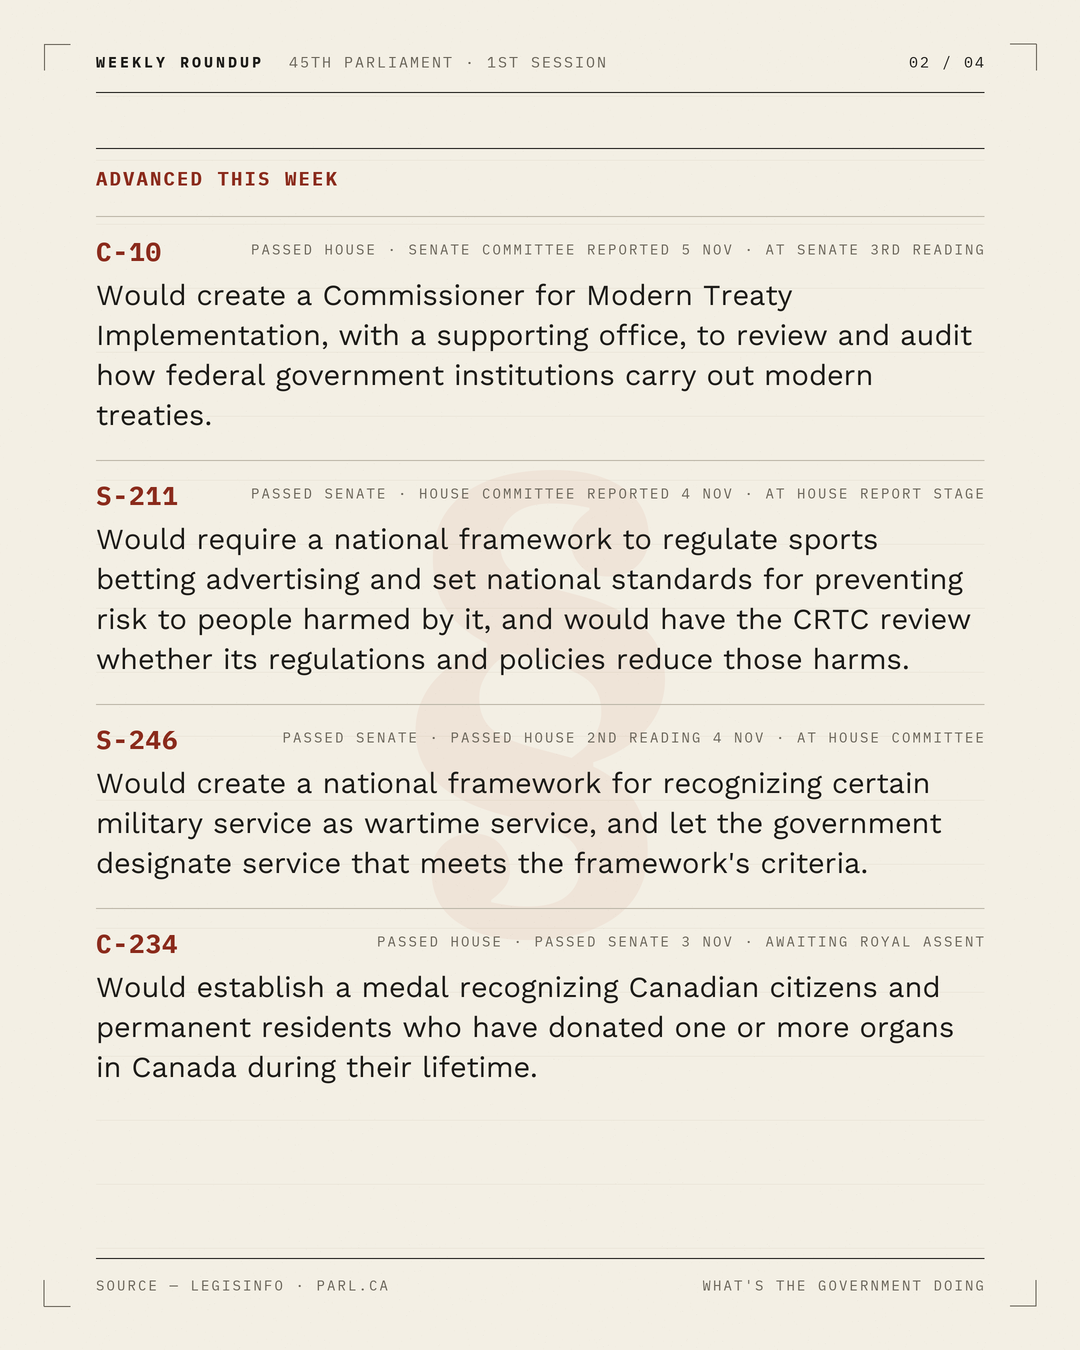 WEEKLY ROUNDUP 45TH PARLIAMENT · 1ST SESSION 02 / 04
ADVANCED THIS WEEK
C-10 PASSED HOUSE · SENATE COMMITTEE REPORTED 5 NOV · AT SENATE 3RD READING
Would create a Commissioner for Modern Treaty
Implementation, with a supporting office, to review and audit
how federal government institutions carry out modern
treaties.
S-211 PASSED SENATE · HOUSE COMMITTEE REPORTED 4 NOV · AT HOUSE REPORT STAGE
Would require a national framework to regulate sports
betting advertising and set national standards for preventing
risk to people harmed by it, and would have the CRTC review
whether its regulations and policies reduce those harms.
S-246 PASSED SENATE · PASSED HOUSE 2ND READING 4 NOV · AT HOUSE COMMITTEE
Would create a national framework for recognizing certain
military service as wartime service, and let the government
designate service that meets the framework's criteria.
C-234 PASSED HOUSE · PASSED SENATE 3 NOV · AWAITING ROYAL ASSENT
Would establish a medal recognizing Canadian citizens and
permanent residents who have donated one or more organs
in Canada during their lifetime.
§
SOURCE — LEGISINFO · PARL.CA WHAT'S THE GOVERNMENT DOING